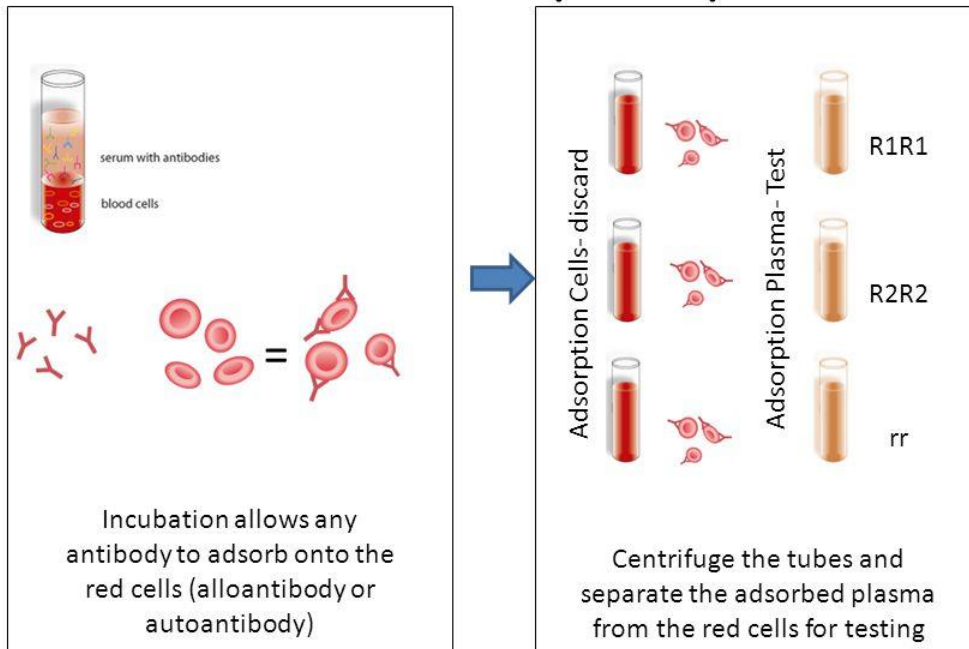 serum with antibodies
blood cells
=
Incubation allows any
antibody to adsorb onto the
red cells (alloantibody or
autoantibody)
Adsorption Cells- discard
Adsorption Plasma- Test
R1R1
R2R2
rr
Centrifuge the tubes and
separate the adsorbed plasma
from the red cells for testing